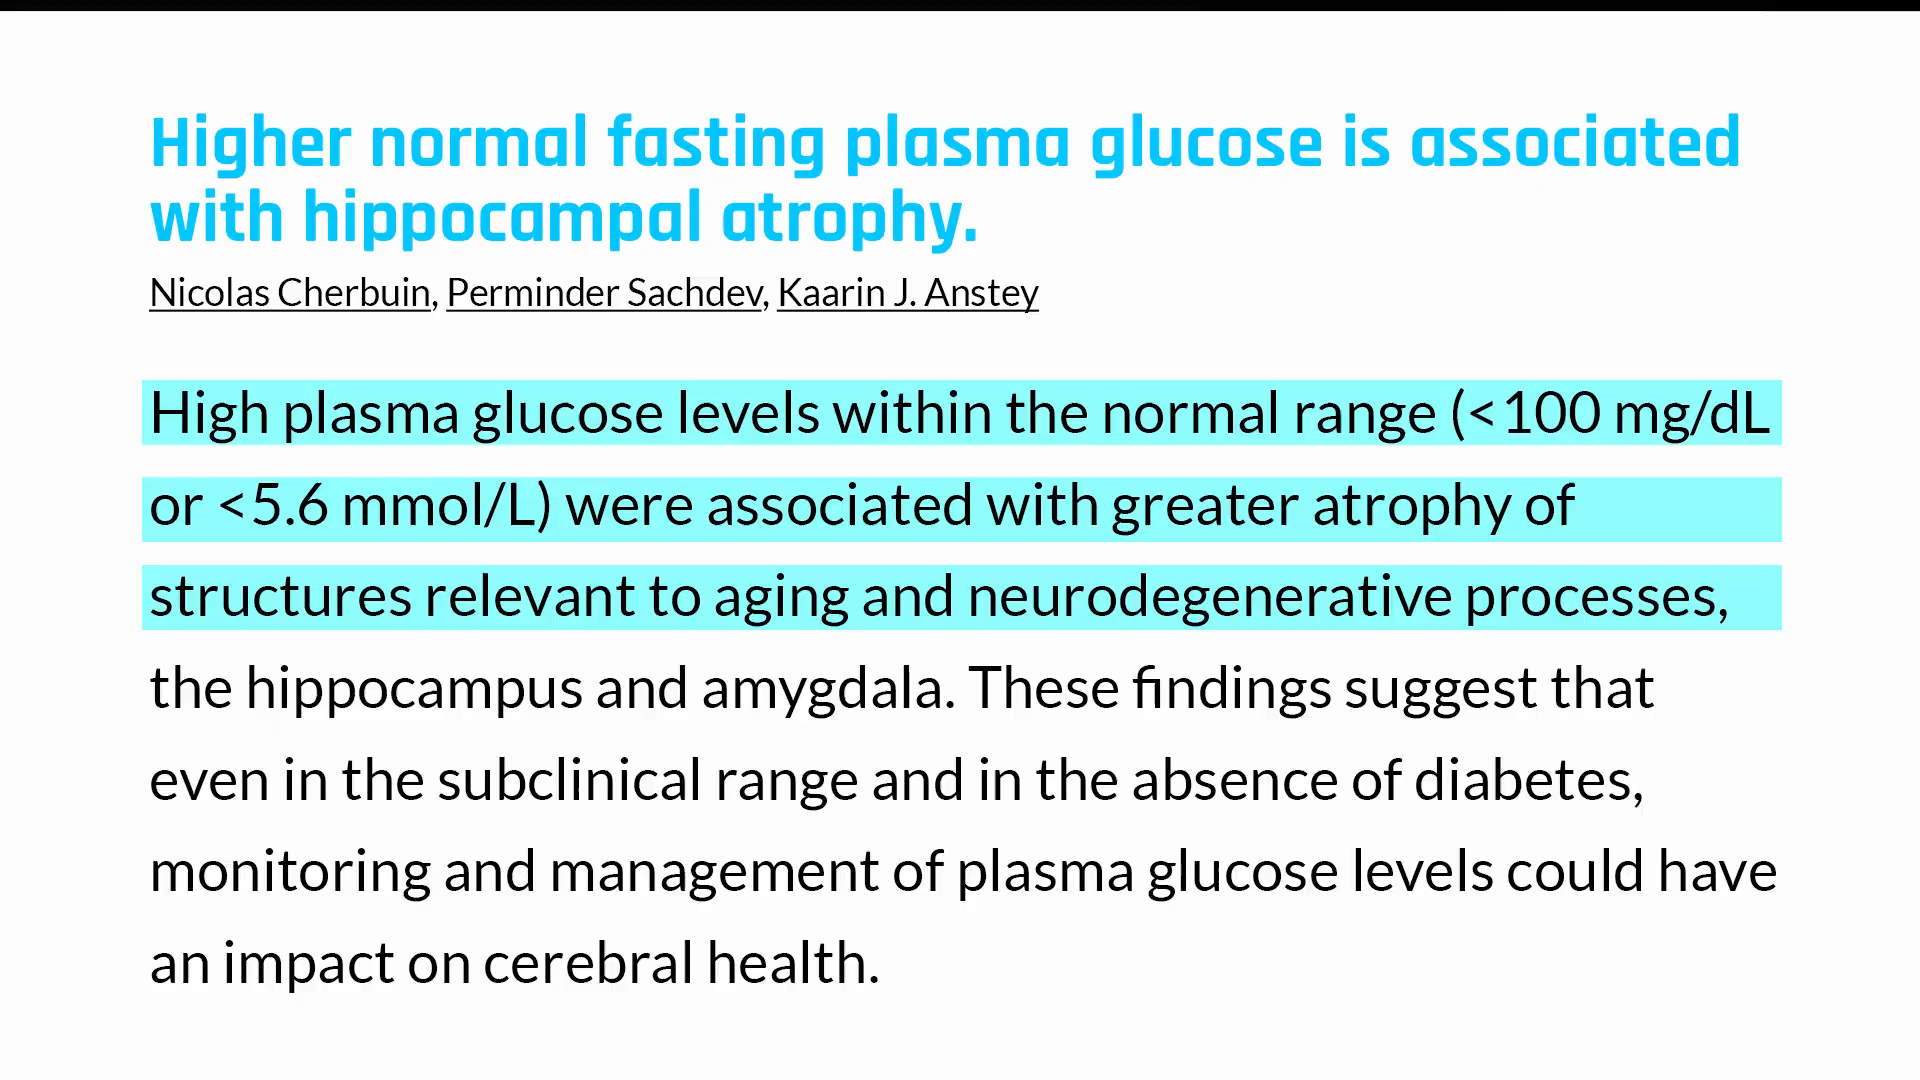 Higher normal fasting plasma glucose is associated
with hippocampal atrophy.
Nicolas Cherbuin, Perminder Sachdev, Kaarin J. Anstey
High plasma glucose levels within the normal range (<100 mg/dL
or <5.6 mmol/L) were associated with greater atrophy of
structures relevant to aging and neurodegenerative processes,
the hippocampus and amygdala. These findings suggest that
even in the subclinical range and in the absence of diabetes,
monitoring and management of plasma glucose levels could have
an impact on cerebral health.